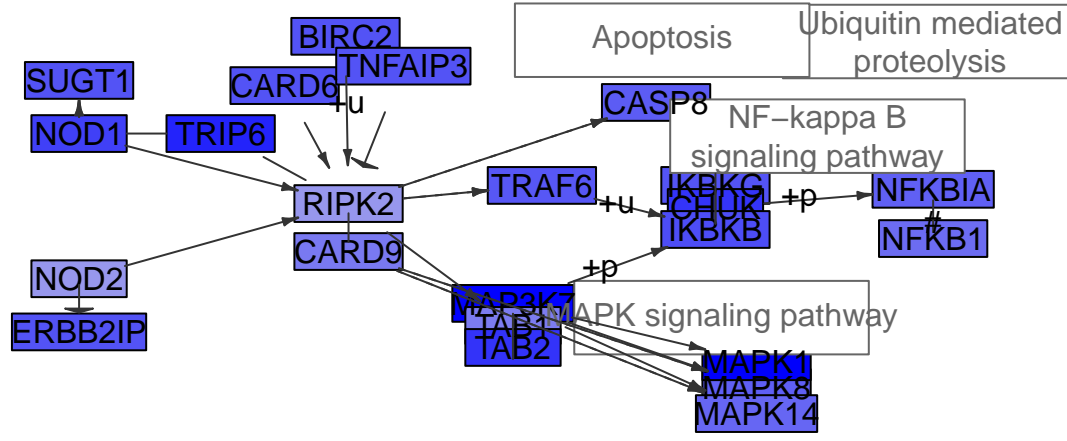 BIRC2
Apoptosis
Ubiquitin mediated
proteolysis
TNFAIP3
SUGT1
CARD6
+u
CASP8
NOD1
TRIP6
NF−kappa B
signaling pathway
RIPK2
TRAF6
+u
IKBKG
CHUK
IKBKB
+p
NFKBIA
#
NFKB1
CARD9
NOD2
+p
ERBB2IP
MAP3K7
TAB1
TAB2
MAPK signaling pathway
MAPK1
MAPK8
MAPK14